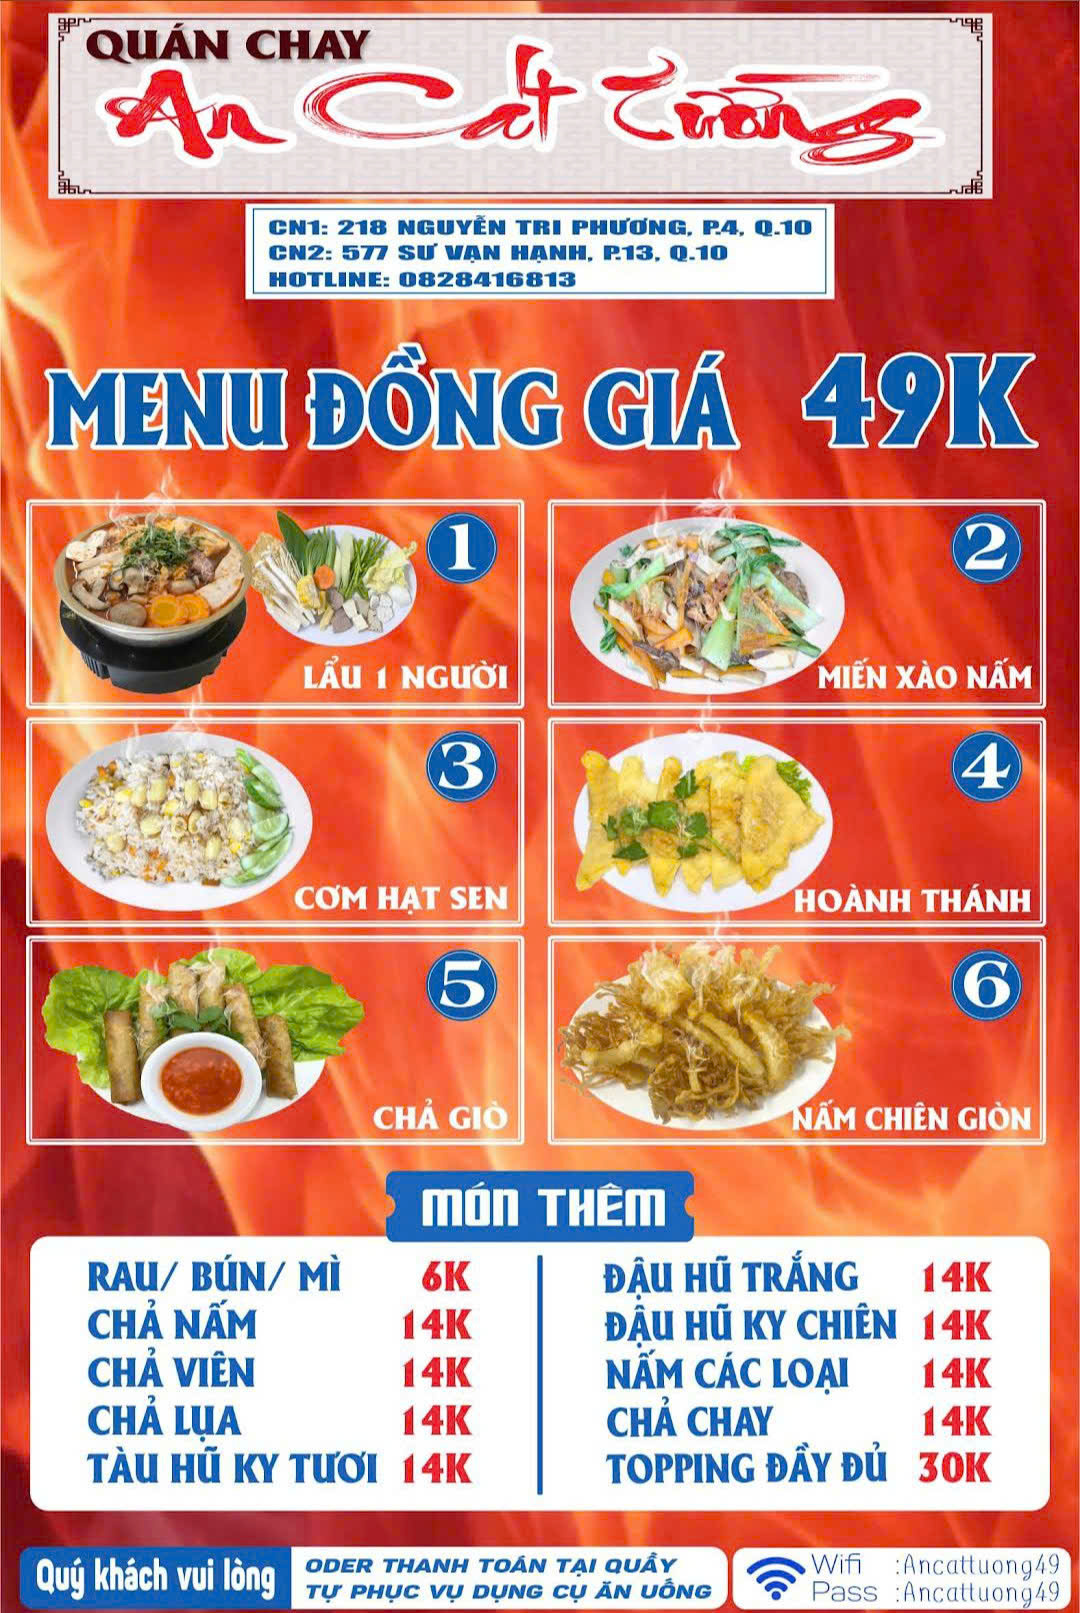 QUÁN CHAY
An Cát Tường
CN1: 218 NGUYỄN TRI PHƯƠNG, P.4, Q.10
CN2: 577 SƯ VẠN HẠNH, P.13, Q.10
HOTLINE: 0828416813
MENU ĐỒNG GIÁ 49K
1
LẨU 1 NGƯỜI
2
MIẾN XÀO NẤM
3
CƠM HẠT SEN
4
HOÀNH THÁNH
5
CHẢ GIÒ
6
NẤM CHIÊN GIÒN
MÓN THÊM
RAU/ BÚN/ MÌ 6K
CHẢ NẤM 14K
CHẢ VIÊN 14K
CHẢ LỤA 14K
TÀU HŨ KY TƯƠI 14K
ĐẬU HŨ TRẮNG 14K
ĐẬU HŨ KY CHIÊN 14K
NẤM CÁC LOẠI 14K
CHẢ CHAY 14K
TOPPING ĐẦY ĐỦ 30K
Quý khách vui lòng
ODER THANH TOÁN TẠI QUẦY
TỰ PHỤC VỤ DỤNG CỤ ĂN UỐNG
Wifi :Ancattuong49
Pass :Ancattuong49